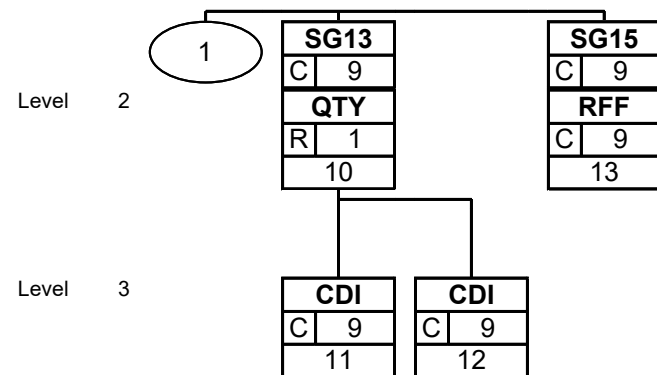 1
SG13
C 9
SG15
C 9
Level 2
QTY
R 1
10
RFF
C 9
13
Level 3
CDI
C 9
11
CDI
C 9
12